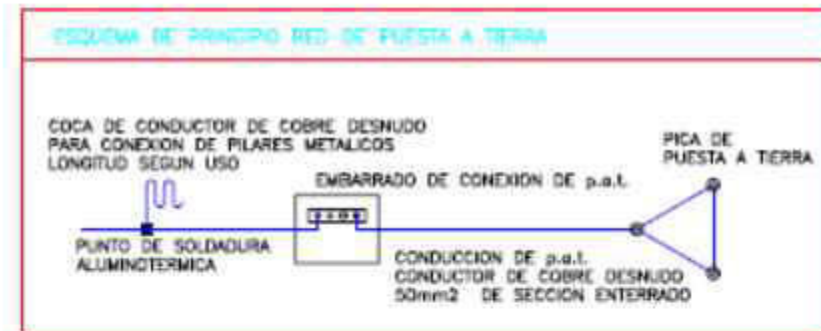 ESQUEMA DE PRINCIPIO RED DE PUESTA A TIERRA
COCA DE CONDUCTOR DE COBRE DESNUDO
PARA CONEXION DE PILARES METALICOS
LONGITUD SEGUN USO
PICA DE
PUESTA A TIERRA
EMBARRADO DE CONEXION DE p.a.t.
PUNTO DE SOLDADURA
ALUMINOTERMICA
CONDUCCION DE p.a.t.
CONDUCTOR DE COBRE DESNUDO
50mm2 DE SECCION ENTERRADO